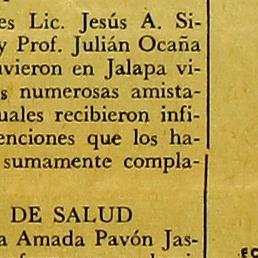 es Lic. Jesús A. Si-
y Prof. Julián Ocaña
uvieron en Jalapa vi-
s numerosas amista-
uales recibieron infi-
enciones que los ha-
sumamente compla-
DE SALUD
a Amada Pavón Jas-